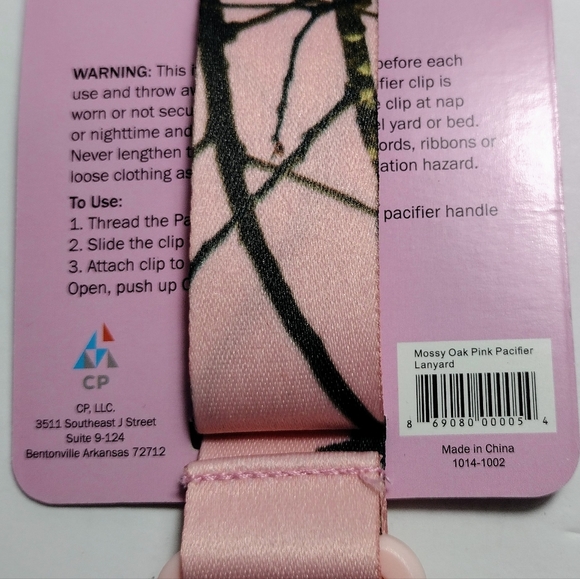 WARNING: This
before each
use and throw
fier clip is
worn or not secu
clip at nap
or nighttime and
yard or bed.
Never lengthen
ords, ribbons or
loose clothing as
ation hazard.
To Use:
1. Thread the Pa
pacifier handle
2. Slide the clip
3. Attach clip to
Open, push up
CP
CP, LLC.
3511 Southeast J Street
Suite 9-124
Bentonville Arkansas 72712
Mossy Oak Pink Pacifier
Lanyard
8 69080 00005 4
Made in China
1014-1002